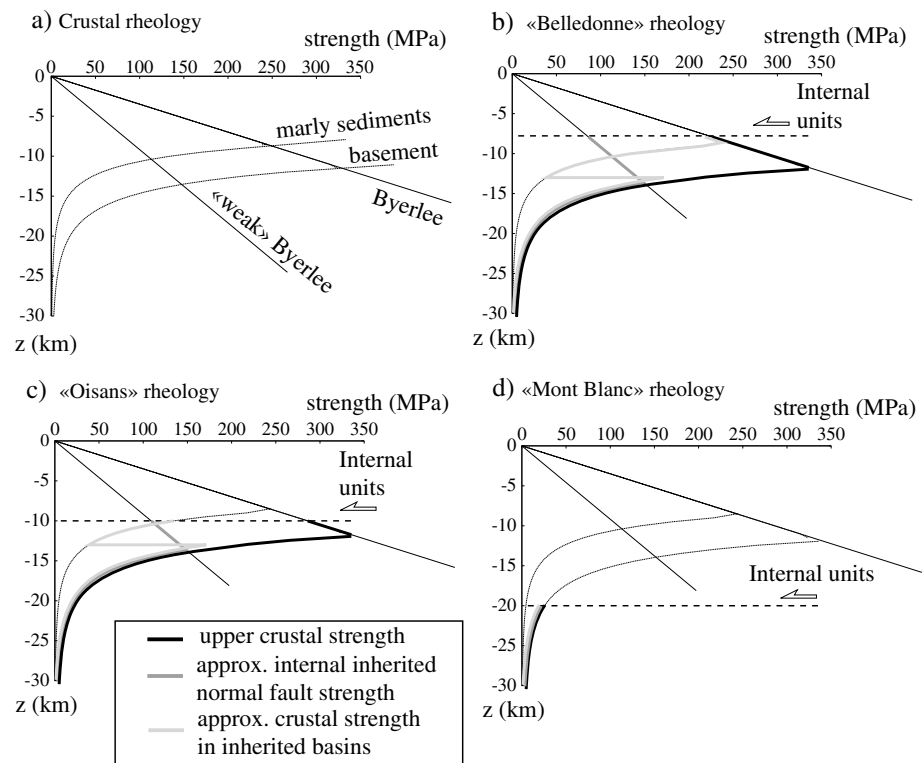 a) Crustal rheology
strength (MPa)
0 50 100 150 200 250 300 350
0
-5
-10
-15
-20
-25
-30
z (km)
marly sediments
basement
Byerlee
«weak» Byerlee
b) «Belledonne» rheology
strength (MPa)
0 50 100 150 200 250 300 350
0
-5
-10
-15
-20
-25
-30
z (km)
Internal
units
c) «Oisans» rheology
strength (MPa)
0 50 100 150 200 250 300 350
0
-5
-10
-15
-20
-25
-30
z (km)
Internal
units
d) «Mont Blanc» rheology
strength (MPa)
0 50 100 150 200 250 300 350
0
-5
-10
-15
-20
-25
-30
z (km)
Internal units
upper crustal strength
approx. internal inherited
normal fault strength
approx. crustal strength
in inherited basins